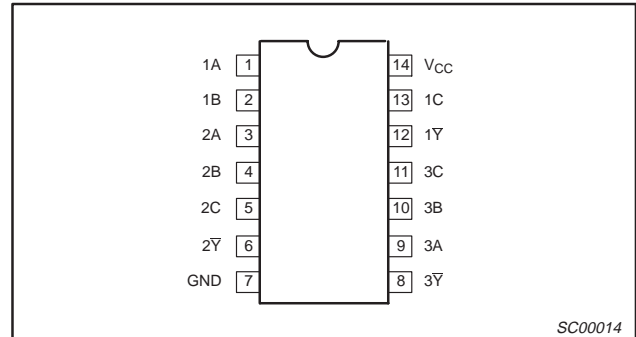 1A 1 14 VCC
1B 2 13 1C
2A 3 12 1Y̅
2B 4 11 3C
2C 5 10 3B
2Y̅ 6 9 3A
GND 7 8 3Y̅
SC00014